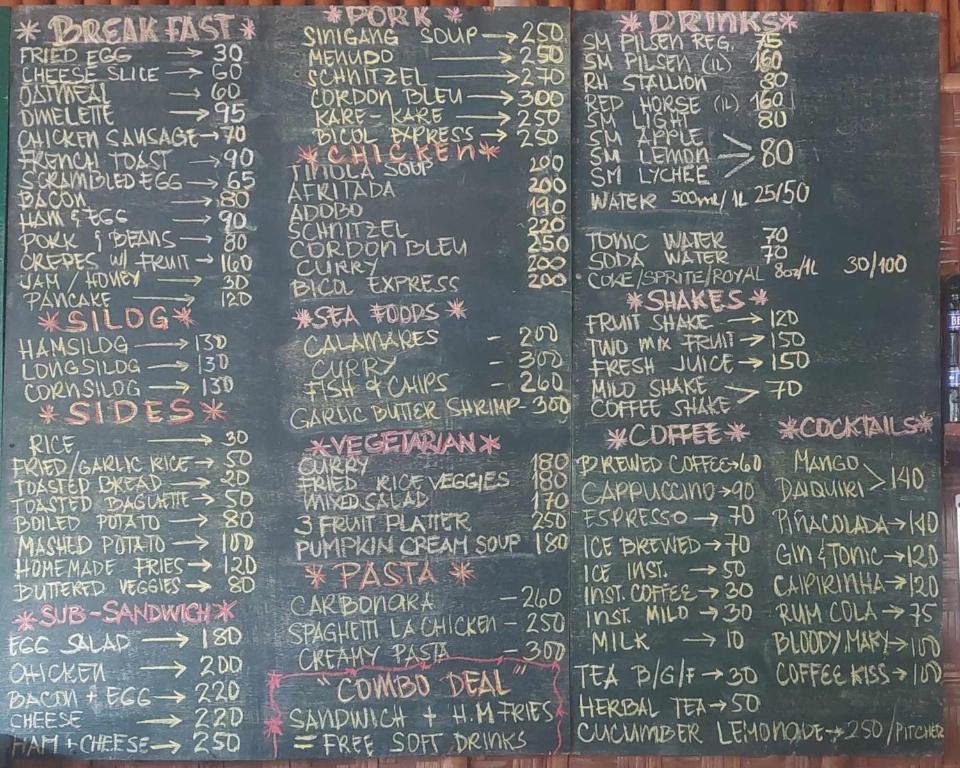 * BREAKFAST *
FRIED EGG → 30
CHEESE SLICE → 60
OATMEAL → 60
OMELETTE → 95
CHICKEN SAUSAGE → 70
FRENCH TOAST → 90
SCRAMBLED EGG → 65
BACON → 80
HAM & EGG → 90
PORK & BEANS → 80
CREPES W/ FRUIT → 160
JAM / HONEY → 30
PANCAKE → 120
* SILOG *
HAMSILOG → 130
LONGSILOG → 130
CORNSILOG → 130
* SIDES *
RICE → 30
FRIED/GARLIC RICE → 50
TOASTED BREAD → 20
TOASTED BAGUETTE → 50
BOILED POTATO → 80
MASHED POTATO → 100
HOMEMADE FRIES → 120
BUTTERED VEGGIES → 80
* SUB-SANDWICH *
EGG SALAD → 180
CHICKEN → 200
BACON + EGG → 220
CHEESE → 220
HAM + CHEESE → 250
* PORK *
SINIGANG SOUP → 250
MENUDO → 250
SCHNITZEL → 270
CORDON BLEU → 300
KARE-KARE → 250
BICOL EXPRESS → 250
* CHICKEN *
TINOLA SOUP 200
AFRITADA 200
ADOBO 190
SCHNITZEL 220
CORDON BLEU 250
CURRY 200
BICOL EXPRESS 200
* SEA FOODS *
CALAMARES - 200
CURRY - 300
FISH & CHIPS - 260
GARLIC BUTTER SHRIMP - 300
* VEGETARIAN *
CURRY 180
FRIED RICE VEGGIES 180
MIXED SALAD 170
3 FRUIT PLATTER 250
PUMPKIN CREAM SOUP 180
* PASTA *
CARBONARA - 260
SPAGHETTI LA CHICKEN - 250
CREAMY PASTA - 300
"COMBO DEAL"
SANDWICH + H.M FRIES
= FREE SOFT DRINKS
* DRINKS *
SM PILSEN REG. 75
SM PILSEN (1L) 160
RH STALLION 80
RED HORSE (1L) 160
SM LIGHT 80
SM APPLE
SM LEMON > 80
SM LYCHEE
WATER 500ml/1L 25/50
TONIC WATER 70
SODA WATER 70
COKE/SPRITE/ROYAL 8oz/1L 30/100
* SHAKES *
FRUIT SHAKE → 120
TWO MIX FRUIT → 150
FRESH JUICE → 150
MILO SHAKE > 70
COFFEE SHAKE
* COFFEE *
BREWED COFFEE → 60
CAPPUCCINO → 90
ESPRESSO → 70
ICE BREWED → 70
ICE INST. → 50
INST. COFFEE → 30
INST. MILO → 30
MILK → 10
TEA B/G/F → 30
HERBAL TEA → 50
CUCUMBER LEMONADE → 250 / PITCHER
* COCKTAILS *
MANGO
DAIQUIRI > 140
PIÑACOLADA → 140
GIN & TONIC → 120
CAIPIRINHA → 120
RUM COLA → 75
BLOODY MARY → 100
COFFEE KISS → 100